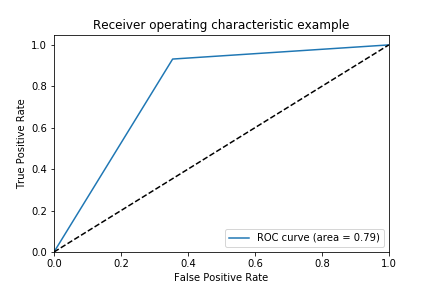 Receiver operating characteristic example
True Positive Rate
1.0
0.8
0.6
0.4
0.2
0.0
ROC curve (area = 0.79)
0.0 0.2 0.4 0.6 0.8 1.0
False Positive Rate